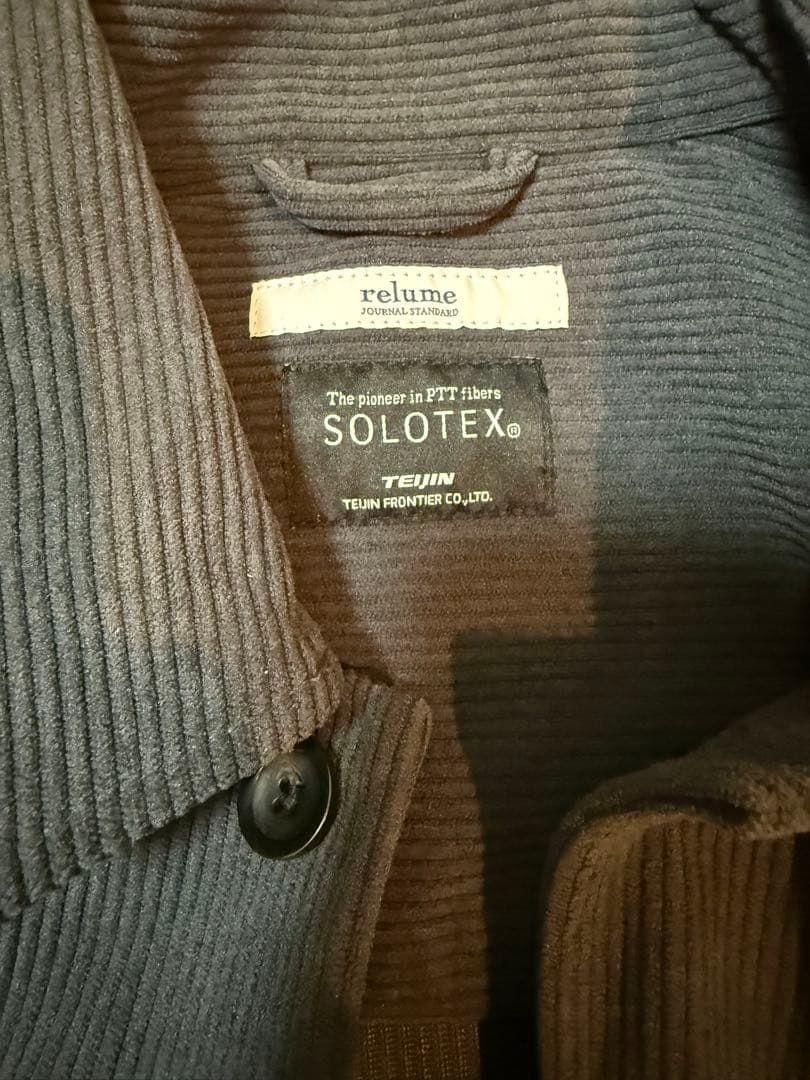 relume
JOURNAL STANDARD
The pioneer in PTT fibers
SOLOTEX®
TEIJIN
TEIJIN FRONTIER CO.,LTD.